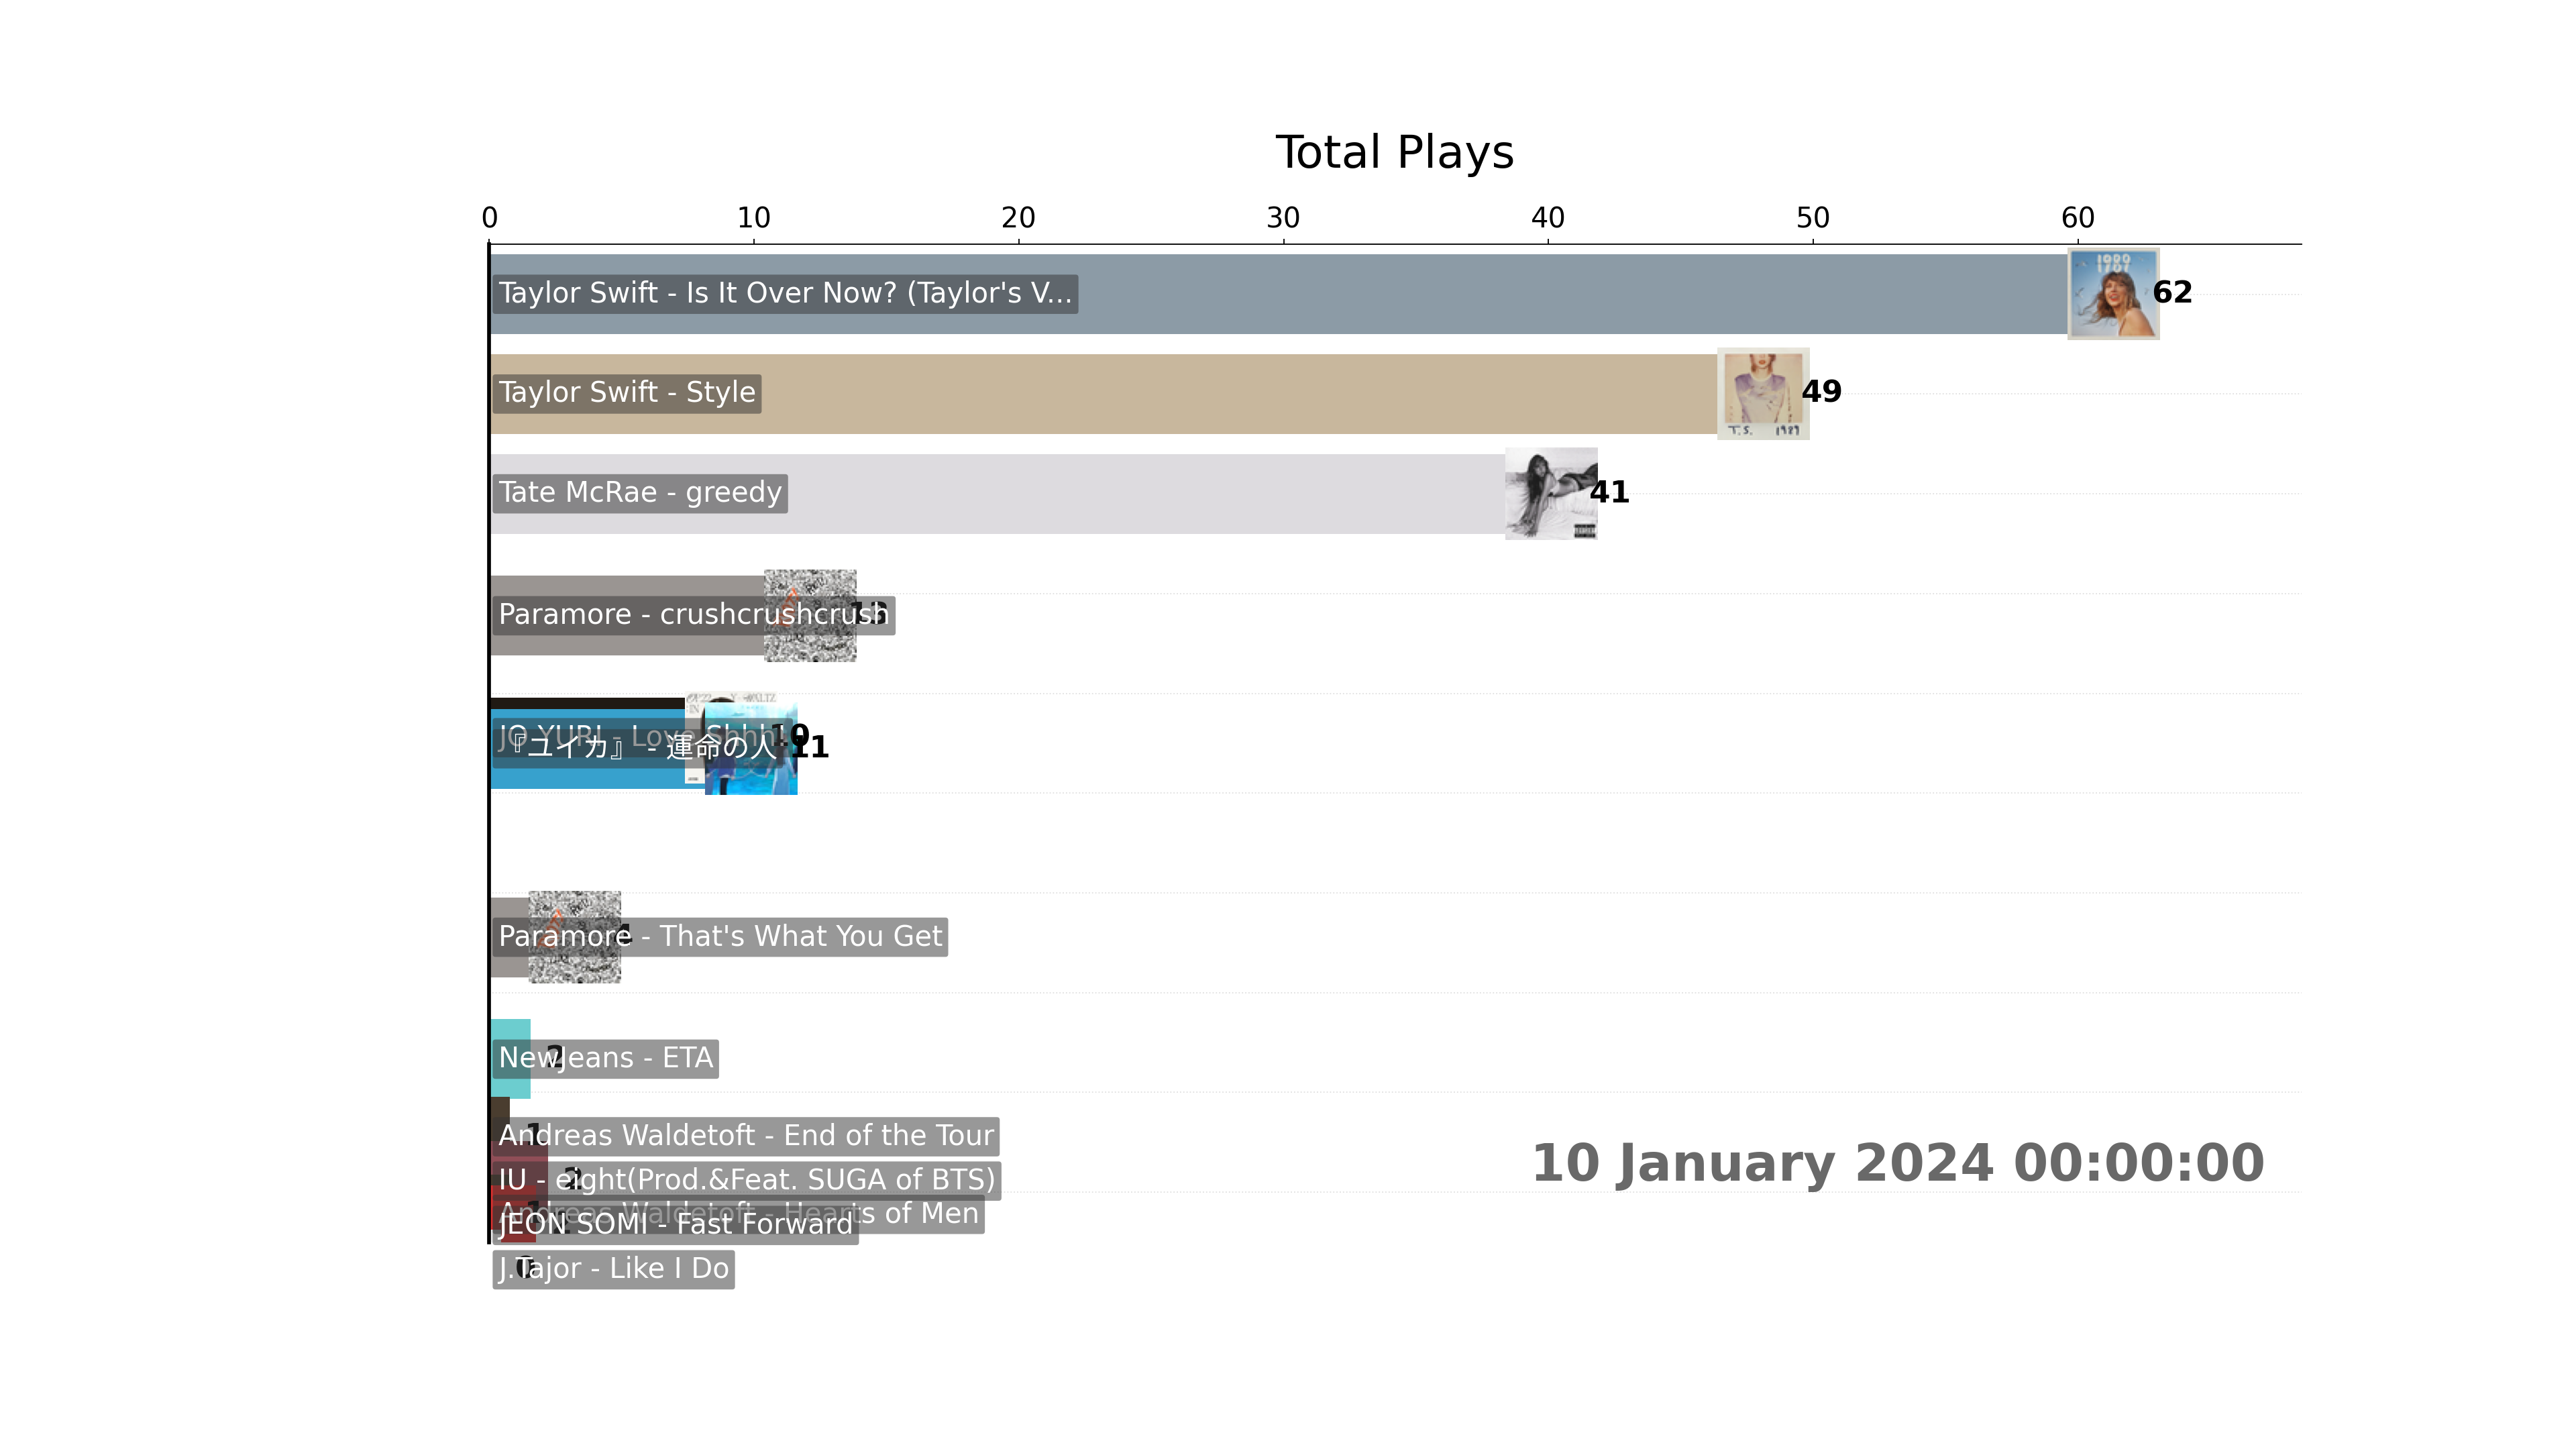 Total Plays
0 10 20 30 40 50 60
Taylor Swift - Is It Over Now? (Taylor's V... 62
Taylor Swift - Style 49
T.S. 1989
Tate McRae - greedy 41
Paramore - crushcrushcrush 13
JO YURI - Love Shhh! 10
『ユイカ』 - 運命の人 11
Paramore - That's What You Get 4
NewJeans - ETA 2
Andreas Waldetoft - End of the Tour 1
10 January 2024 00:00:00
IU - eight(Prod.&Feat. SUGA of BTS) 2
Andreas Waldetoft - Hearts of Men 1
JEON SOMI - Fast Forward
J.Tajor - Like I Do 0